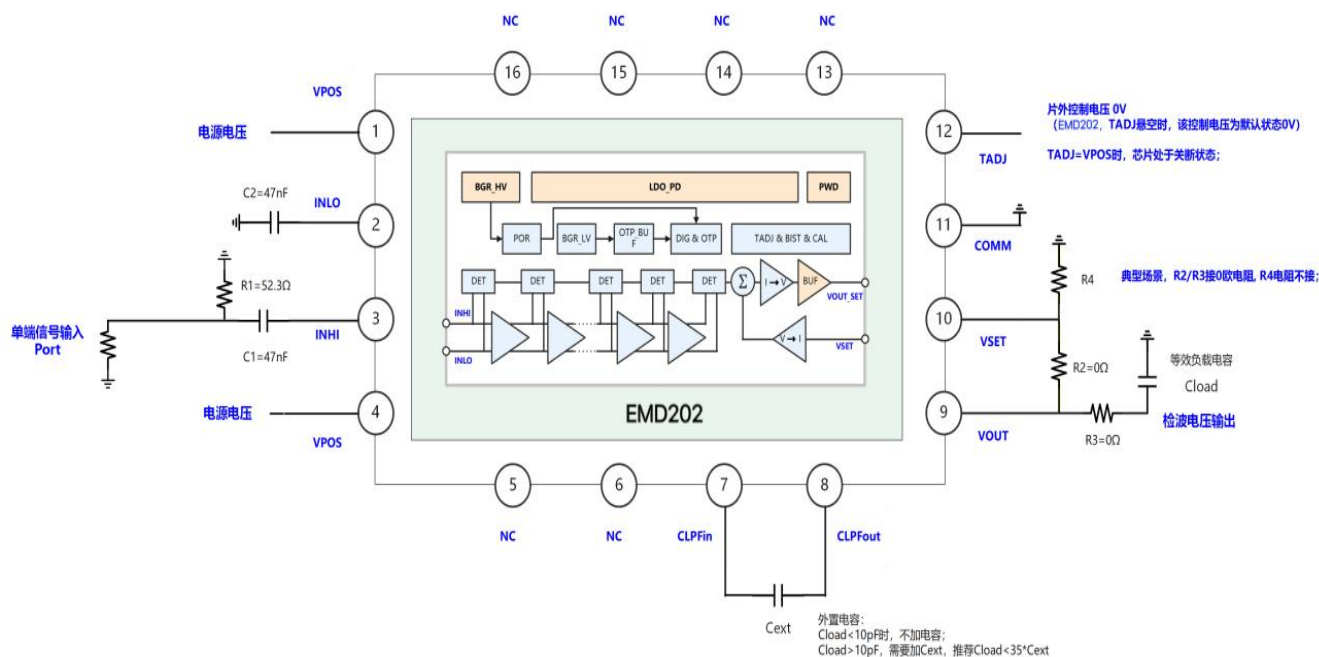 NC
NC
NC
NC
16
15
14
13
VPOS
电源电压
1
C2=47nF
INLO
2
R1=52.3Ω
单端信号输入
Port
INHI
3
C1=47nF
电源电压
4
VPOS
BGR_HV
LDO_PD
PWD
POR
BGR_LV
OTP_BU
F
DIG & OTP
TADJ & BIST & CAL
DET
DET
DET
DET
DET
Σ
I → V
BUF
VOUT_SET
INHI
INLO
V → I
VSET
EMD202
12
TADJ
片外控制电压 0V
（EMD202，TADJ悬空时，该控制电压为默认状态0V）
TADJ=VPOS时，芯片处于关断状态；
11
COMM
R4
典型场景，R2/R3接0欧电阻, R4电阻不接；
10
VSET
R2=0Ω
等效负载电容
Cload
9
VOUT
R3=0Ω
检波电压输出
5
6
7
8
NC
NC
CLPFin
CLPFout
Cext
外置电容：
Cload<10pF时，不加电容；
Cload>10pF，需要加Cext，推荐Cload<35*Cext